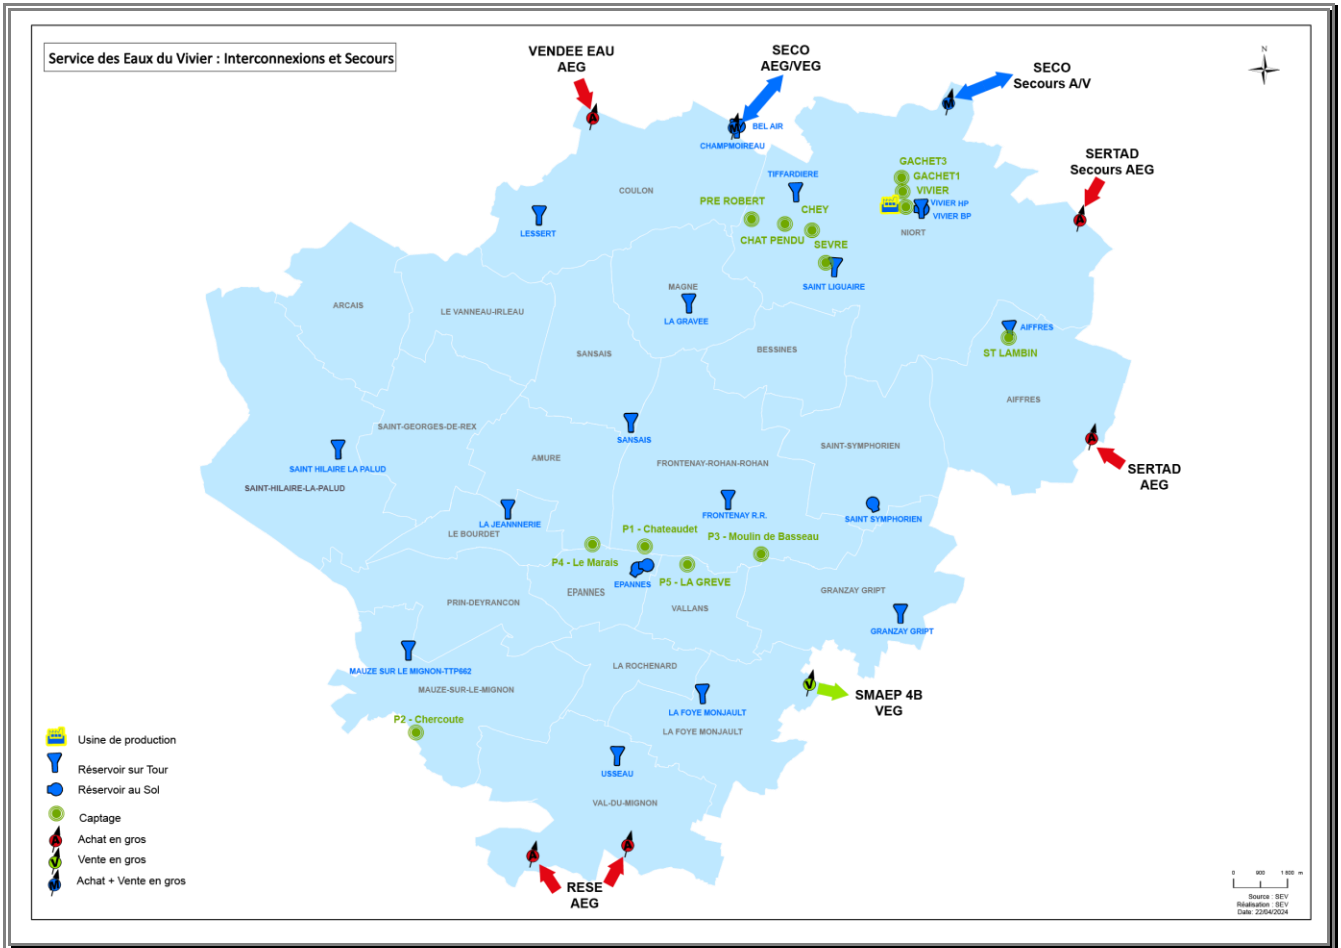 Service des Eaux du Vivier : Interconnexions et Secours
VENDEE EAU
AEG
SECO
AEG/VEG
SECO
Secours A/V
N
SERTAD
Secours AEG
A
M
M
A
BEL AIR
CHAMPMOIREAU
COULON
TIFFARDIERE
GACHET3
GACHET1
VIVIER
VIVIER HP
VIVIER BP
NIORT
PRE ROBERT
CHEY
CHAT PENDU
SEVRE
LESSERT
SAINT LIGUAIRE
ARCAIS
LE VANNEAU-IRLEAU
MAGNE
LA GRAVEE
SANSAIS
BESSINES
AIFFRES
ST LAMBIN
AIFFRES
SAINT-GEORGES-DE-REX
SANSAIS
SAINT-SYMPHORIEN
A
SERTAD
AEG
AMURE
FRONTENAY-ROHAN-ROHAN
SAINT HILAIRE LA PALUD
SAINT-HILAIRE-LA-PALUD
LA JEANNNERIE
LE BOURDET
FRONTENAY R.R.
SAINT SYMPHORIEN
P1 - Chateaudet
P3 - Moulin de Basseau
P4 - Le Marais
EPANNES
P5 - LA GREVE
EPANNES
PRIN-DEYRANCON
VALLANS
GRANZAY GRIPT
GRANZAY GRIPT
MAUZE SUR LE MIGNON-TTP662
MAUZE-SUR-LE-MIGNON
LA ROCHENARD
V
SMAEP 4B
VEG
P2 - Chercoute
LA FOYE MONJAULT
LA FOYE MONJAULT
USSEAU
VAL-DU-MIGNON
A
A
RESE
AEG
Usine de production
Réservoir sur Tour
Réservoir au Sol
Captage
A
Achat en gros
V
Vente en gros
M
Achat + Vente en gros
0 900 1 800 m
Source : SEV
Réalisation : SEV
Date: 22/04/2024